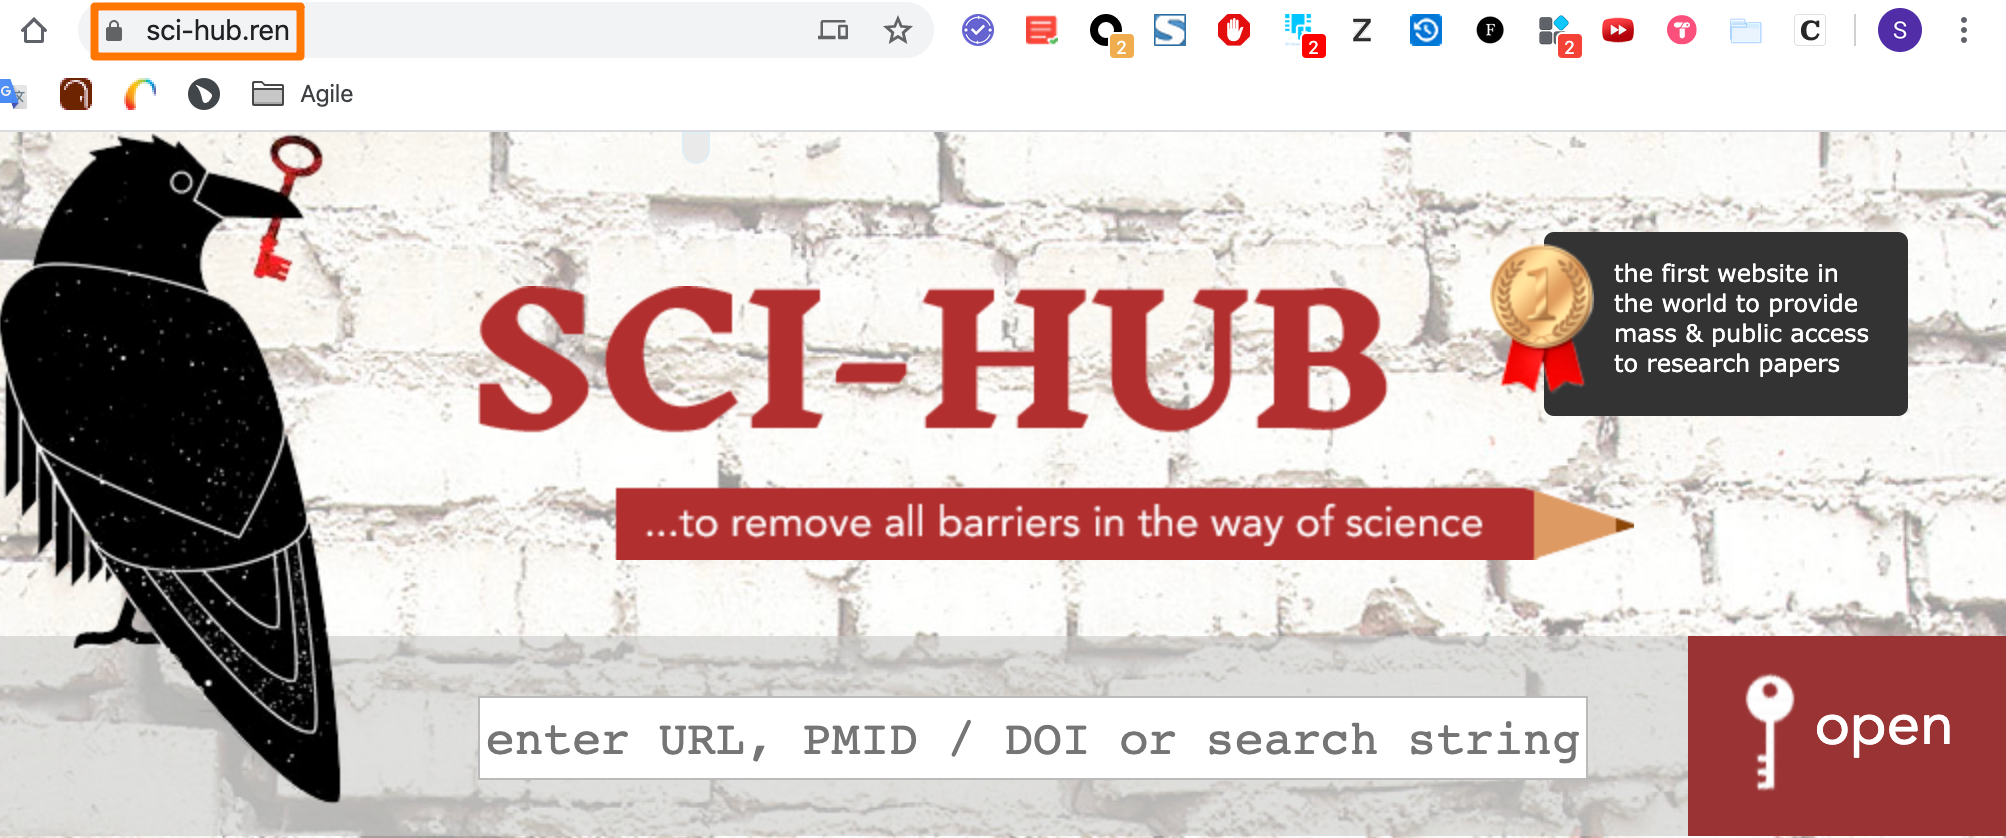 sci-hub.ren
2
2
Z
F
2
C
S
G 文
Agile
SCI-HUB
1
the first website in
the world to provide
mass & public access
to research papers
...to remove all barriers in the way of science
enter URL, PMID / DOI or search string
open